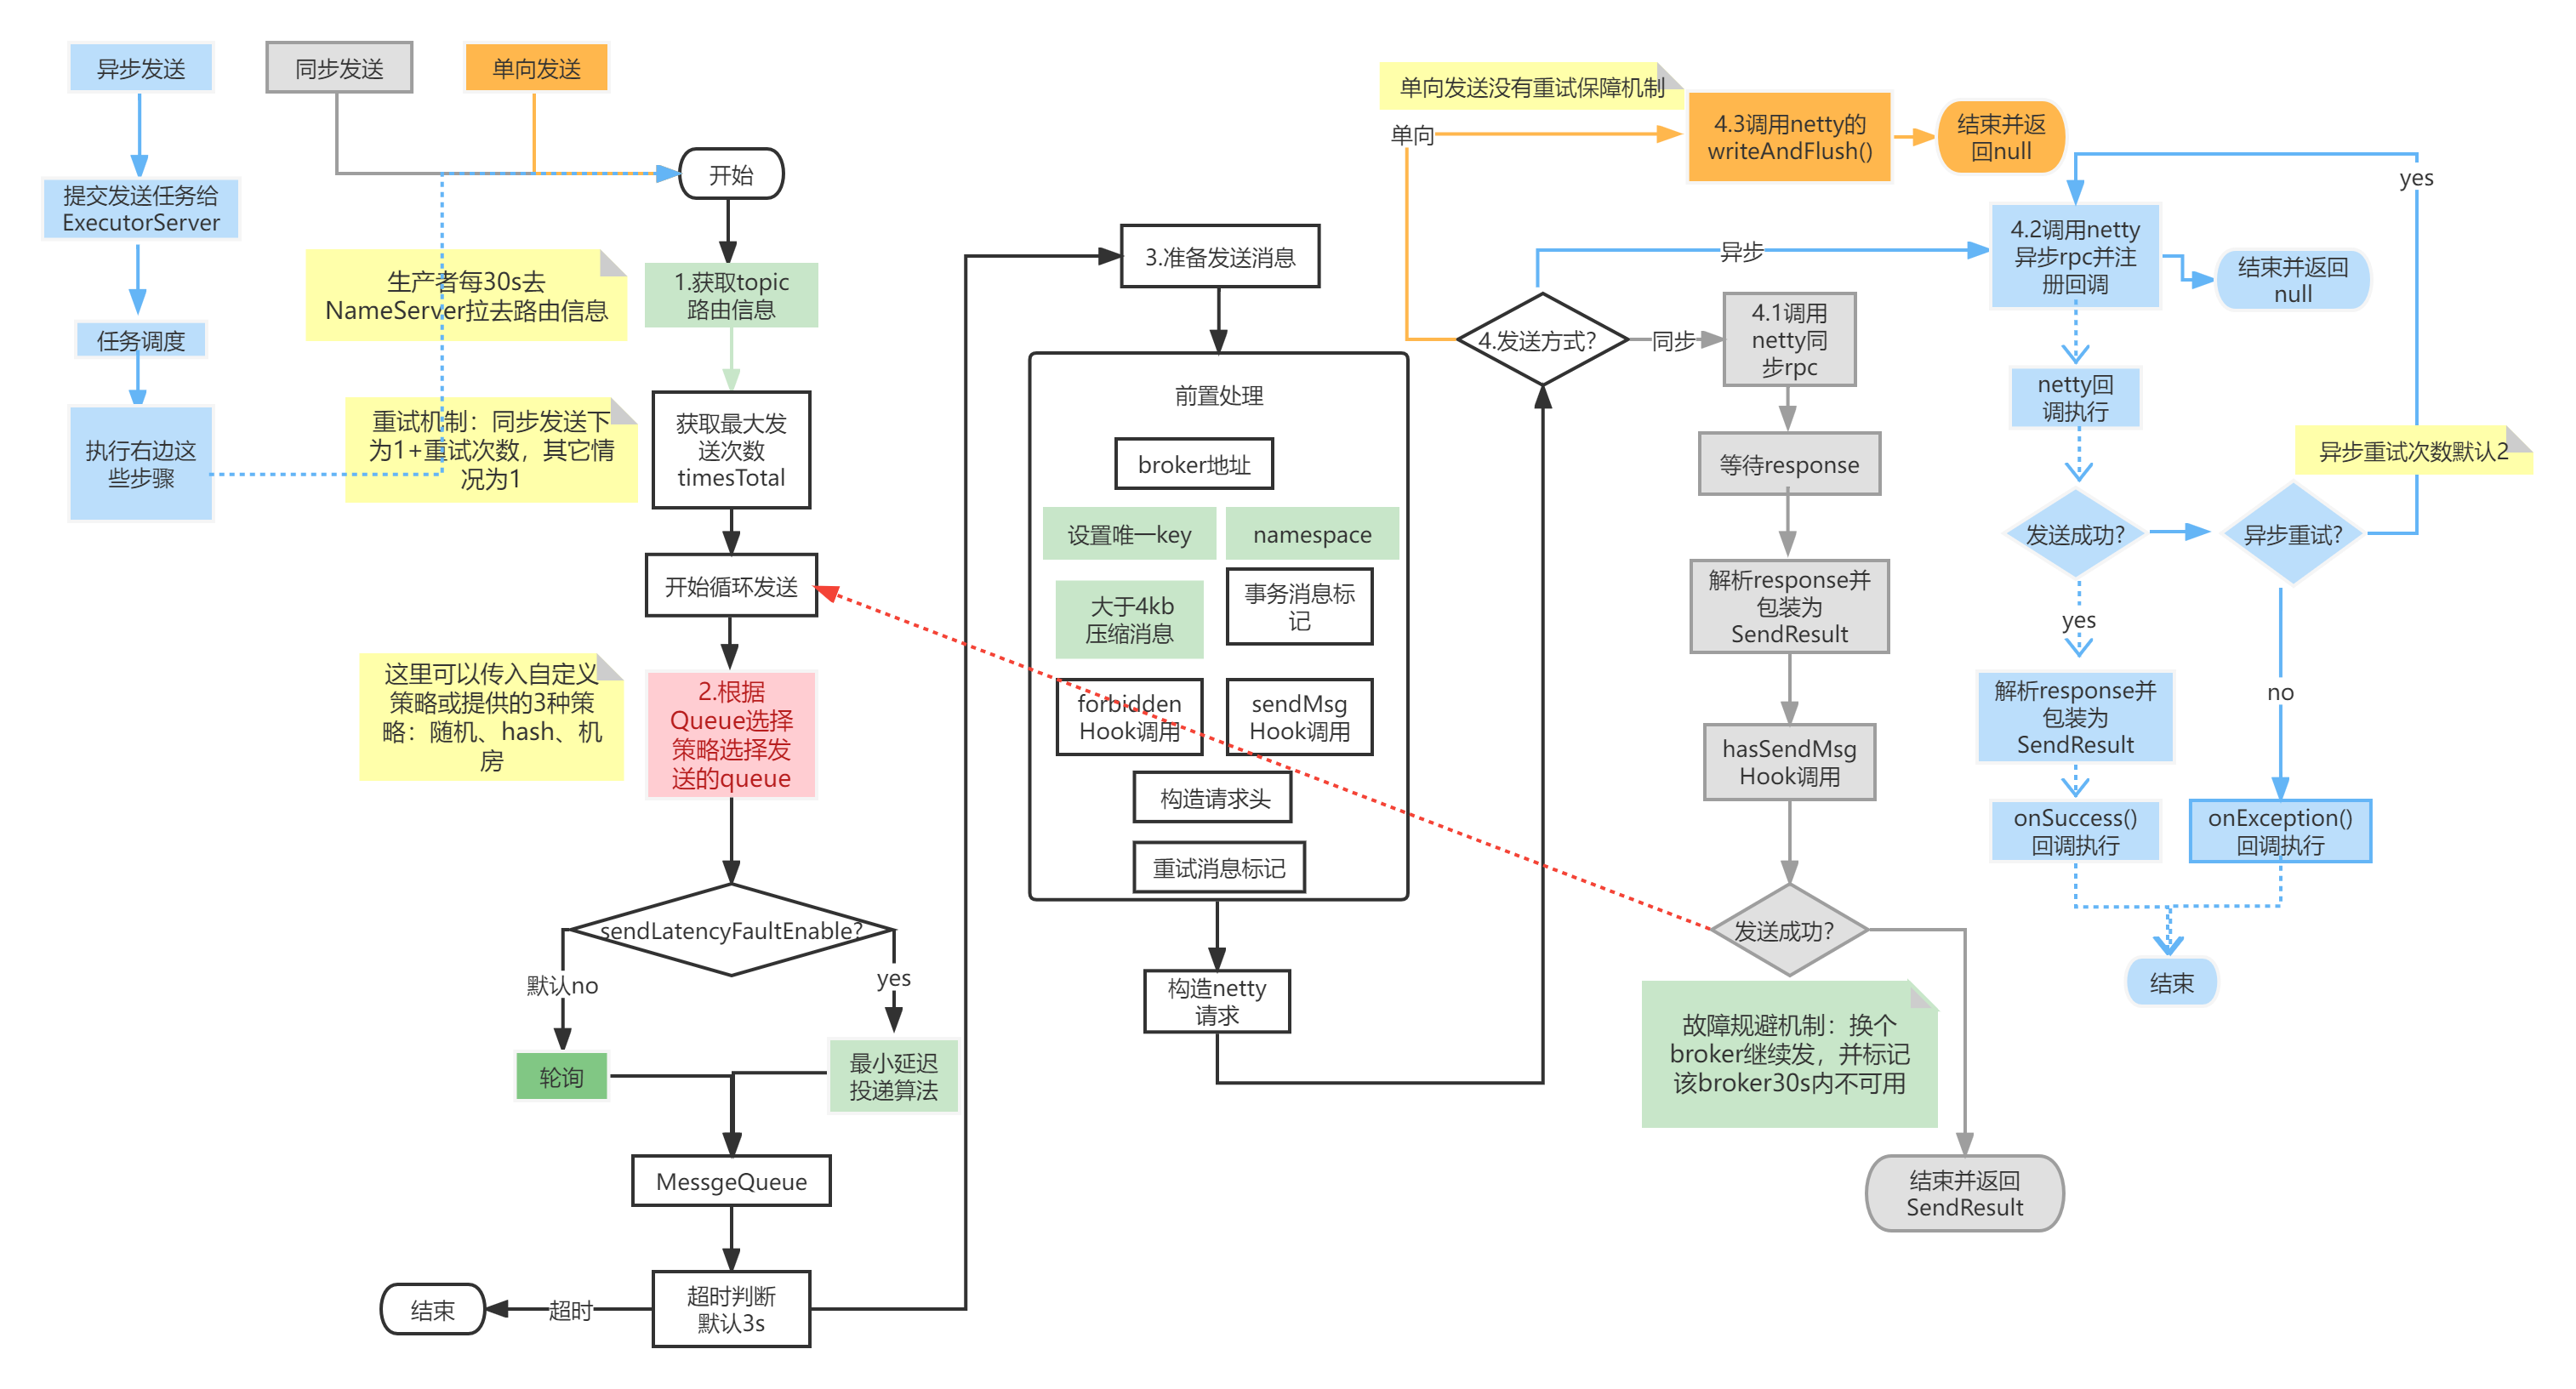 异步发送
同步发送
单向发送
提交发送任务给
ExecutorServer
任务调度
执行右边这
些步骤
开始
生产者每30s去
NameServer拉去路由信息
1.获取topic
路由信息
重试机制：同步发送下
为1+重试次数，其它情
况为1
获取最大发
送次数
timesTotal
开始循环发送
这里可以传入自定义
策略或提供的3种策
略：随机、hash、机
房
2.根据
Queue选择
策略选择发
送的queue
sendLatencyFaultEnable?
默认no
yes
轮询
最小延迟
投递算法
MessgeQueue
超时判断
默认3s
超时
结束
3.准备发送消息
前置处理
broker地址
设置唯一key
namespace
大于4kb
压缩消息
事务消息标
记
forbidden
Hook调用
sendMsg
Hook调用
构造请求头
重试消息标记
构造netty
请求
4.发送方式？
单向
单向发送没有重试保障机制
4.3调用netty的
writeAndFlush()
结束并返
回null
同步
4.1调用
netty同
步rpc
等待response
解析response并
包装为
SendResult
hasSendMsg
Hook调用
发送成功？
故障规避机制：换个
broker继续发，并标记
该broker30s内不可用
结束并返回
SendResult
异步
4.2调用netty
异步rpc并注
册回调
结束并返回
null
netty回
调执行
发送成功？
异步重试？
异步重试次数默认2
yes
yes
no
解析response并
包装为
SendResult
onSuccess()
回调执行
onException()
回调执行
结束